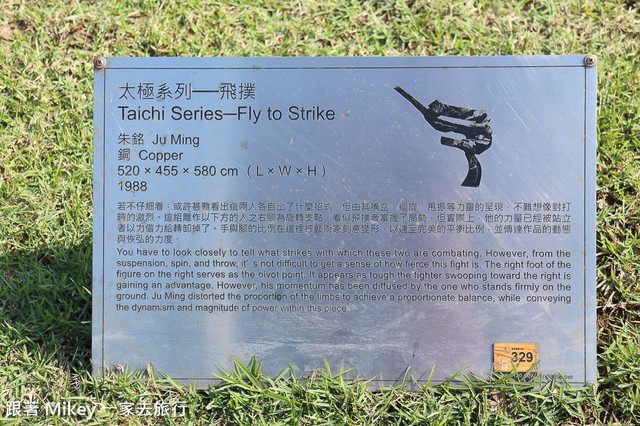 太極系列──飛撲
Taichi Series─Fly to Strike
朱銘 Ju Ming
銅 Copper
520 × 455 × 580 cm ( L × W × H )
1988
若不仔細看，或許甚難看出這兩人各自出了什麼招式，但由其騰空、迴旋、甩振等力量的呈現，不難想像對打
時的激烈。這組雕作以下方的人之右腳為旋轉支點，看似飛撲者掌握了局勢，但實際上，他的力量已經被站立
者以力借力給轉卸掉了。手與腳的比例在這裡被藝術家刻意變形，以達至完美的平衡比例，並傳達作品的動態
與恢弘的力度。
You have to look closely to tell what strikes with which these two are combating. However, from the
suspension, spin, and throw, it' s not difficult to get a sense of how fierce this fight is. The right foot of the
figure on the right serves as the pivot point. It appears as tough the fighter swooping toward the right is
gaining an advantage. However, his momentum has been diffused by the one who stands firmly on the
ground. Ju Ming distorted the proportion of the limbs to achieve a proportionate balance, while conveying
the dynamism and magnitude of power within this piece.
329
跟著 Mikey 一家去旅行